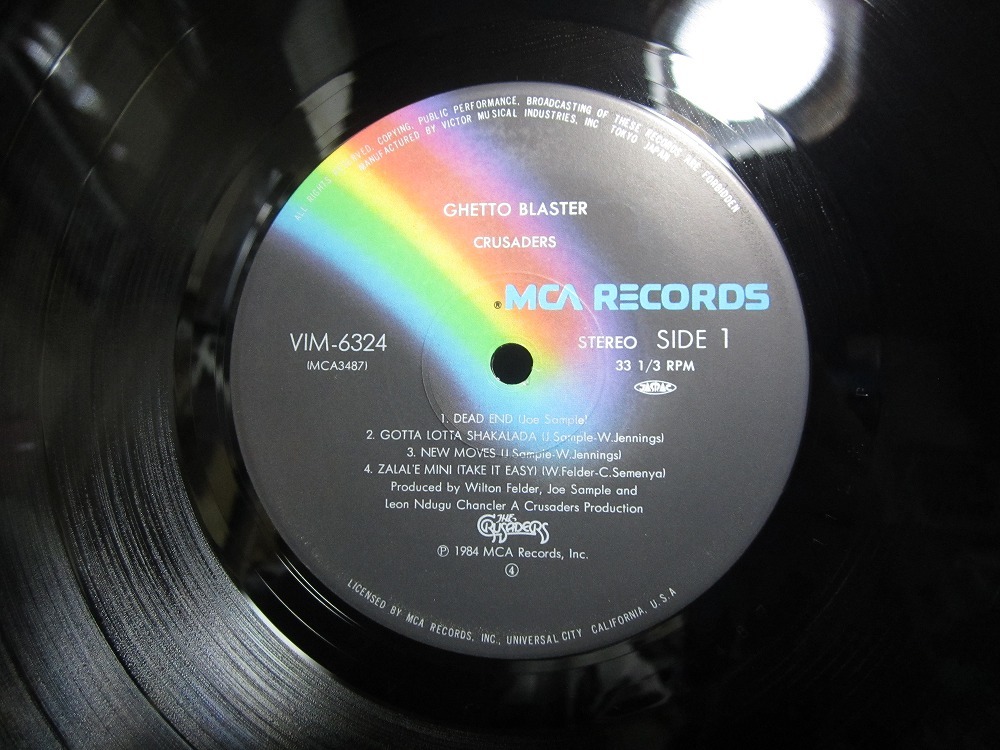 ALL RIGHTS RESERVED. COPYING, PUBLIC PERFORMANCE, BROADCASTING OF THESE RECORDS ARE FORBIDDEN
MANUFACTURED BY VICTOR MUSICAL INDUSTRIES, INC. TOKYO JAPAN
GHETTO BLASTER
CRUSADERS
® MCA RECORDS
VIM-6324
(MCA3487)
STEREO SIDE 1
33 1/3 RPM
JASRAC
1. DEAD END (Joe Sample)
2. GOTTA LOTTA SHAKALADA (J.Sample-W.Jennings)
3. NEW MOVES (J.Sample-W.Jennings)
4. ZALAL'E MINI (TAKE IT EASY) (W.Felder-C.Semenya)
Produced by Wilton Felder, Joe Sample and
Leon Ndugu Chancler A Crusaders Production
THE CRUSADERS
℗ 1984 MCA Records, Inc.
④
LICENSED BY MCA RECORDS, INC., UNIVERSAL CITY CALIFORNIA, U.S.A